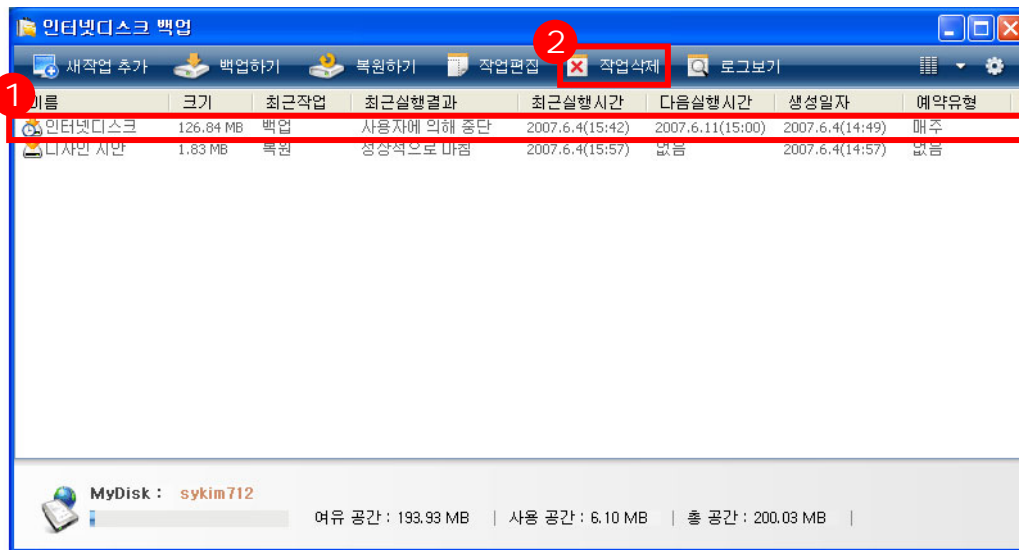 인터넷디스크 백업
2
새작업 추가 백업하기 복원하기 작업편집 작업삭제 로그보기
1
이름 크기 최근작업 최근실행결과 최근실행시간 다음실행시간 생성일자 예약유형
인터넷디스크 126.84 MB 백업 사용자에 의해 중단 2007.6.4(15:42) 2007.6.11(15:00) 2007.6.4(14:49) 매주
디자인 시안 1.83 MB 복원 정상적으로 마침 2007.6.4(15:57) 없음 2007.6.4(14:57) 없음
MyDisk : sykim712
여유 공간 : 193.93 MB | 사용 공간 : 6.10 MB | 총 공간 : 200.03 MB |